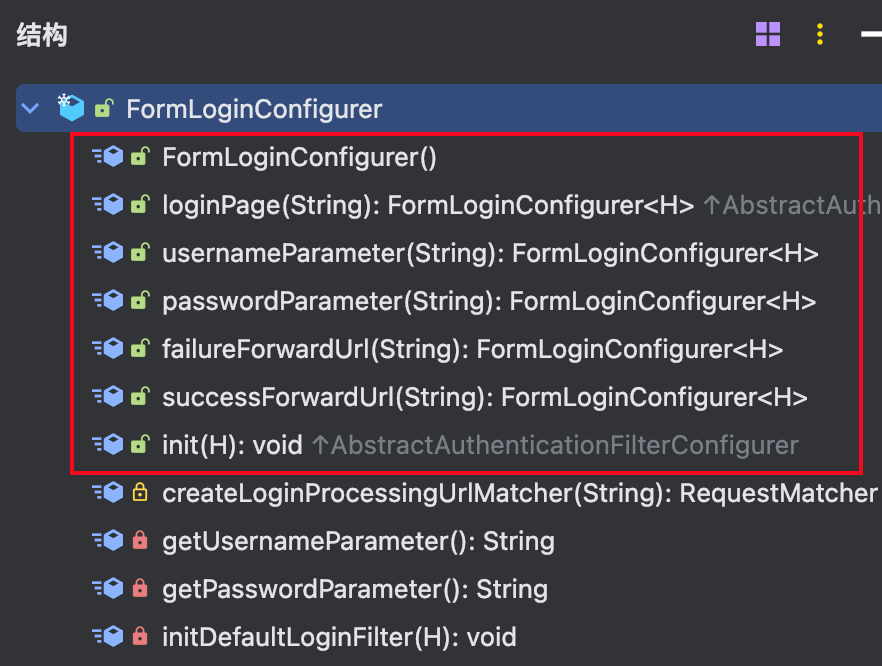 结构
FormLoginConfigurer
FormLoginConfigurer()
loginPage(String): FormLoginConfigurer<H> ↑AbstractAuth
usernameParameter(String): FormLoginConfigurer<H>
passwordParameter(String): FormLoginConfigurer<H>
failureForwardUrl(String): FormLoginConfigurer<H>
successForwardUrl(String): FormLoginConfigurer<H>
init(H): void ↑AbstractAuthenticationFilterConfigurer
createLoginProcessingUrlMatcher(String): RequestMatcher
getUsernameParameter(): String
getPasswordParameter(): String
initDefaultLoginFilter(H): void